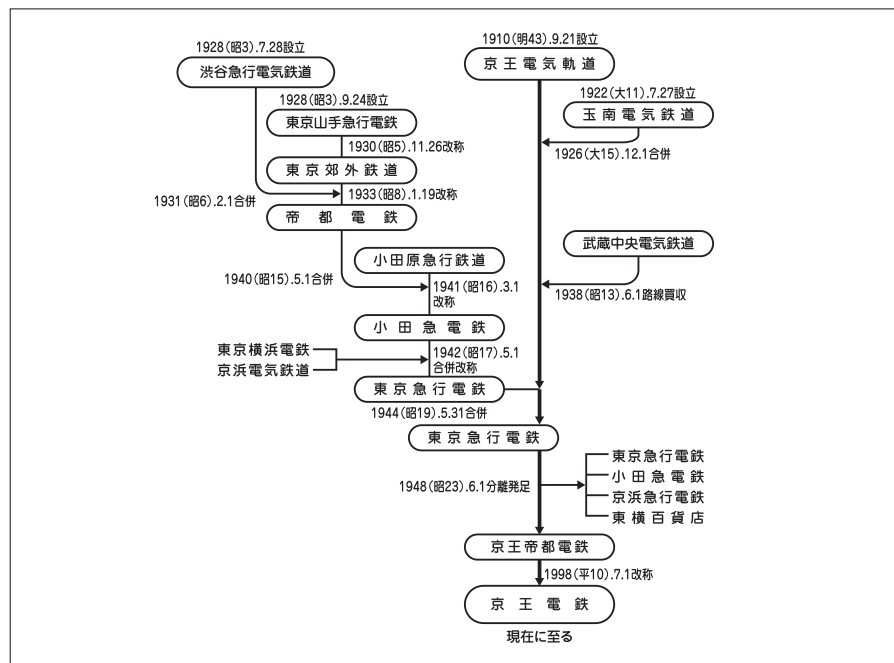 1928(昭3).7.28設立
渋谷急行電気鉄道
1910(明43).9.21設立
京王電気軌道
1928(昭3).9.24設立
東京山手急行電鉄
1922(大11).7.27設立
玉南電気鉄道
1930(昭5).11.26改称
1926(大15).12.1合併
東京郊外鉄道
1931(昭6).2.1合併
1933(昭8).1.19改称
帝都電鉄
武蔵中央電気鉄道
小田原急行鉄道
1940(昭15).5.1合併
1941(昭16).3.1
改称
1938(昭13).6.1路線買収
小田急電鉄
東京横浜電鉄
京浜電気鉄道
1942(昭17).5.1
合併改称
東京急行電鉄
1944(昭19).5.31合併
東京急行電鉄
1948(昭23).6.1分離発足
東京急行電鉄
小田急電鉄
京浜急行電鉄
東横百貨店
京王帝都電鉄
1998(平10).7.1改称
京王電鉄
現在に至る